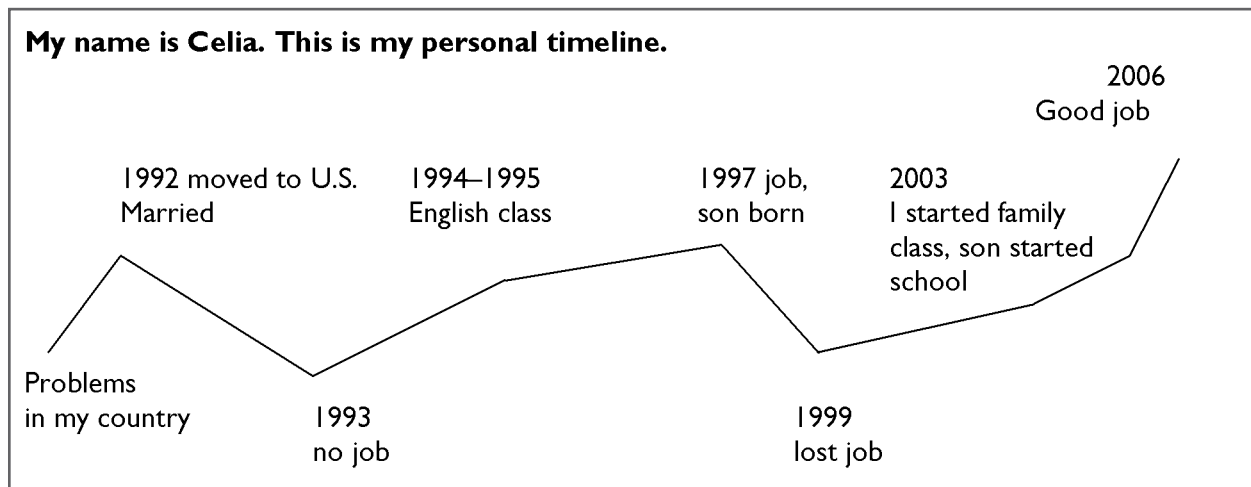 My name is Celia. This is my personal timeline.
Problems
in my country
1992 moved to U.S.
Married
1993
no job
1994–1995
English class
1997 job,
son born
1999
lost job
2003
I started family
class, son started
school
2006
Good job